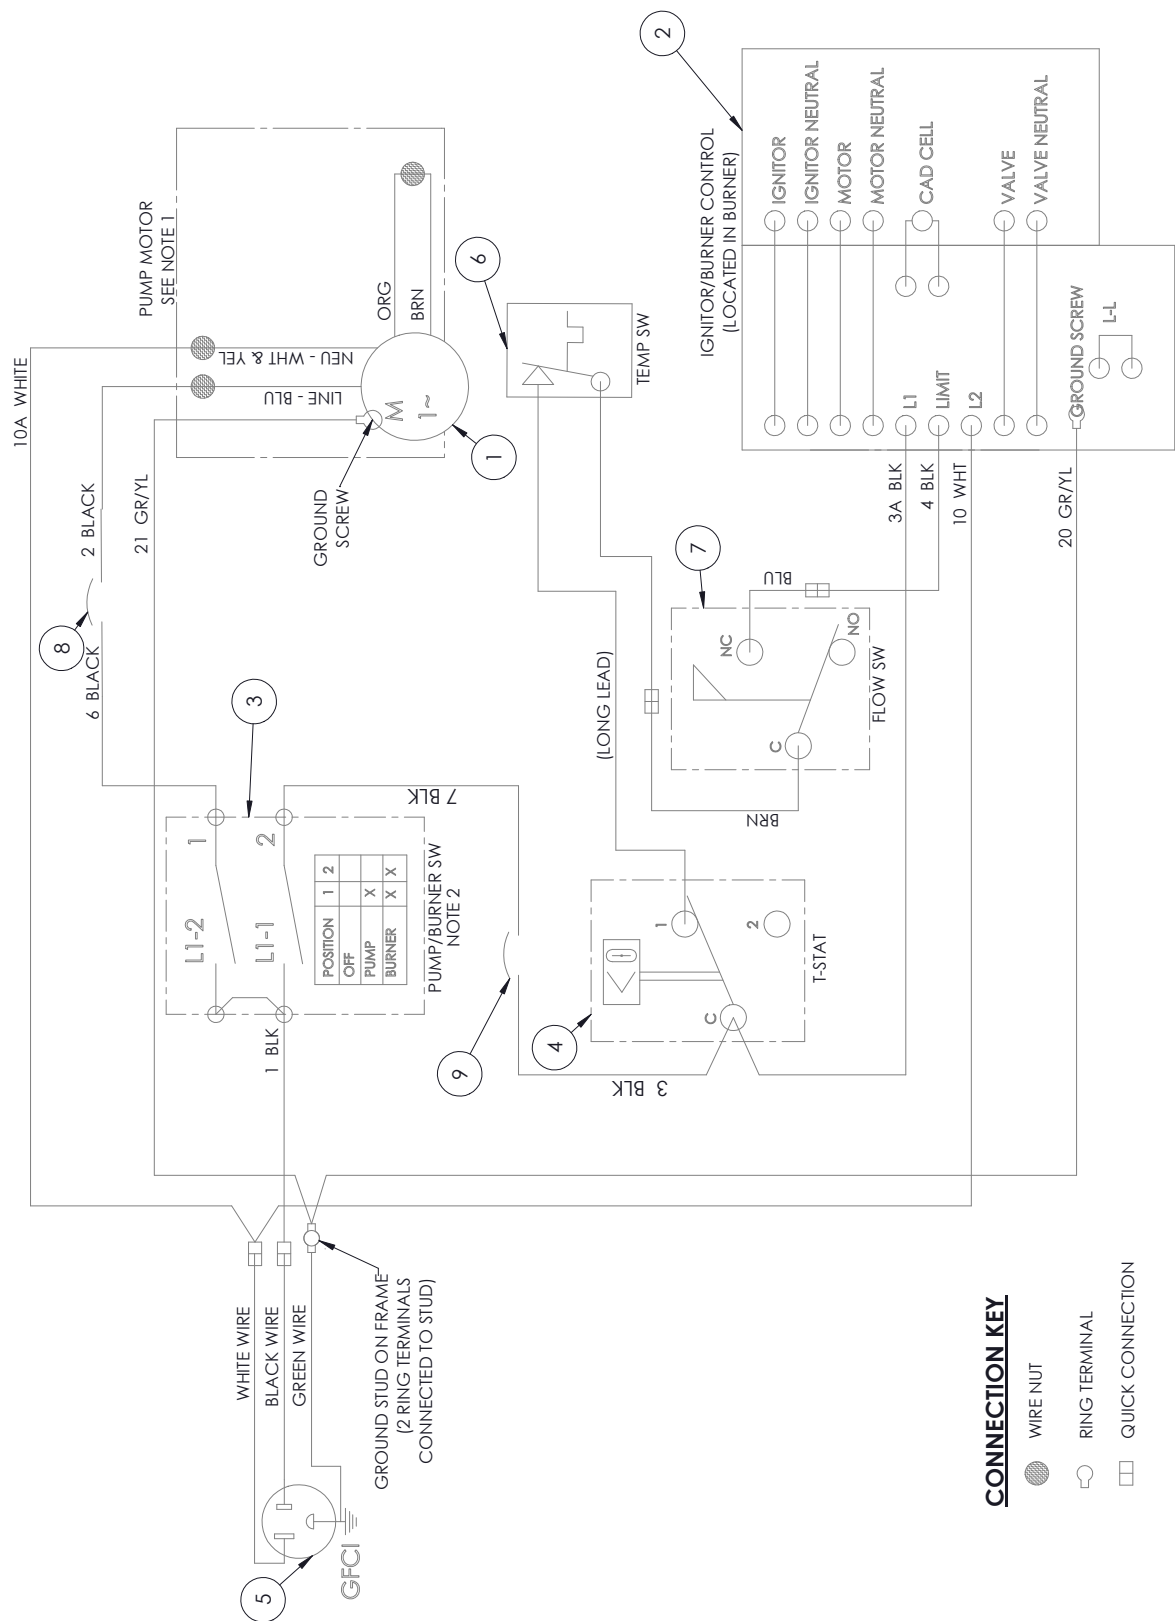 10A WHITE
2 BLACK
8
6 BLACK
21 GR/YL
PUMP MOTOR
SEE NOTE 1
NEU - WHT & YEL
LINE - BLU
ORG
BRN
M
1~
1
GROUND
SCREW
3
L1-2
1
L1-1
2
POSITION 1 2
OFF
PUMP X
BURNER X X
PUMP/BURNER SW
NOTE 2
1 BLK
7 BLK
9
3 BLK
4
1
2
C
T-STAT
(LONG LEAD)
6
TEMP SW
7
BLU
NC
NO
C
FLOW SW
BRN
2
IGNITOR/BURNER CONTROL
(LOCATED IN BURNER)
IGNITOR
IGNITOR NEUTRAL
MOTOR
MOTOR NEUTRAL
CAD CELL
VALVE
VALVE NEUTRAL
L1
LIMIT
L2
GROUND SCREW
L-L
3A BLK
4 BLK
10 WHT
20 GR/YL
WHITE WIRE
BLACK WIRE
GREEN WIRE
GROUND STUD ON FRAME
(2 RING TERMINALS
CONNECTED TO STUD)
5
GFCI
CONNECTION KEY
WIRE NUT
RING TERMINAL
QUICK CONNECTION